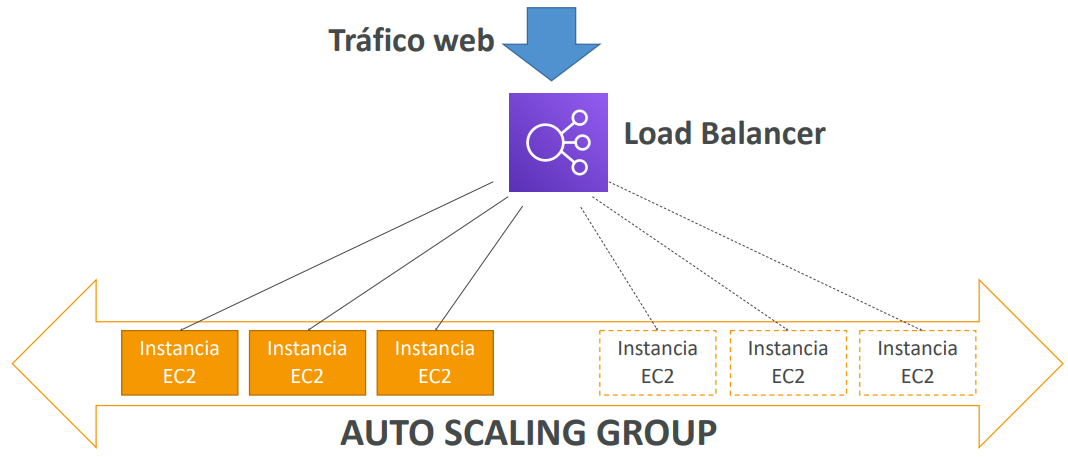 Tráfico web
Load Balancer
Instancia
EC2
Instancia
EC2
Instancia
EC2
Instancia
EC2
Instancia
EC2
Instancia
EC2
AUTO SCALING GROUP